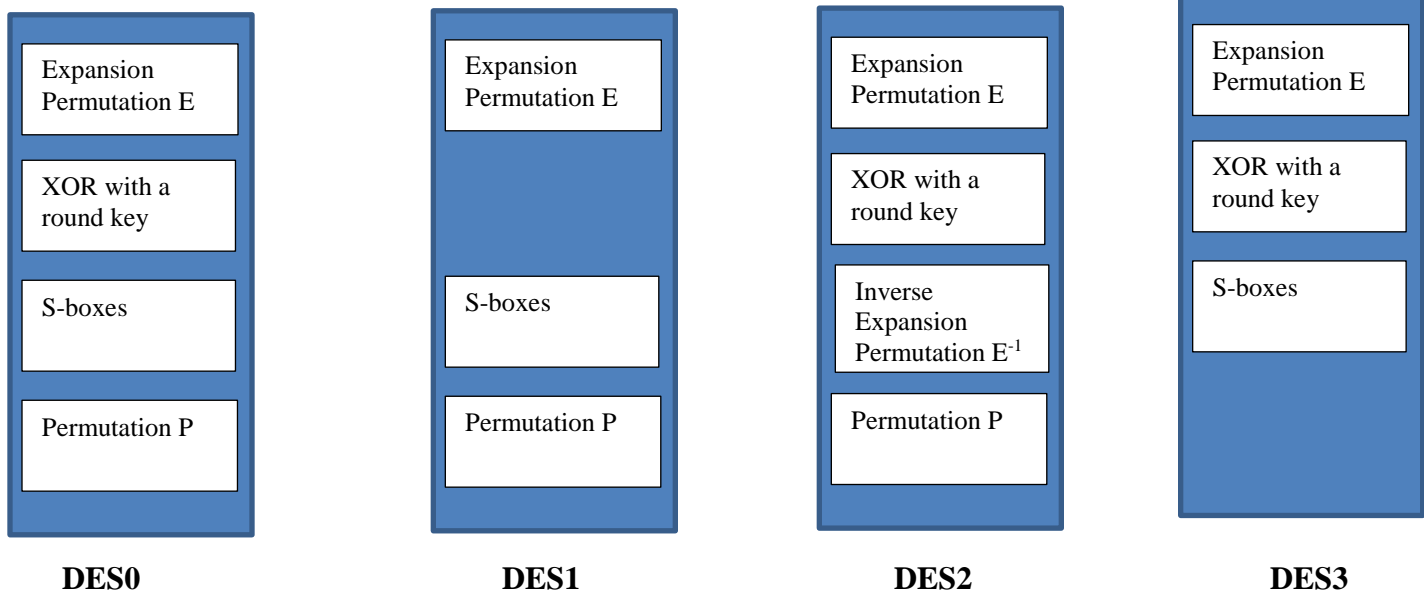 Expansion
Permutation E
XOR with a
round key
S-boxes
Permutation P
DES0
Expansion
Permutation E
S-boxes
Permutation P
DES1
Expansion
Permutation E
XOR with a
round key
Inverse
Expansion
Permutation E-1
Permutation P
DES2
Expansion
Permutation E
XOR with a
round key
S-boxes
DES3